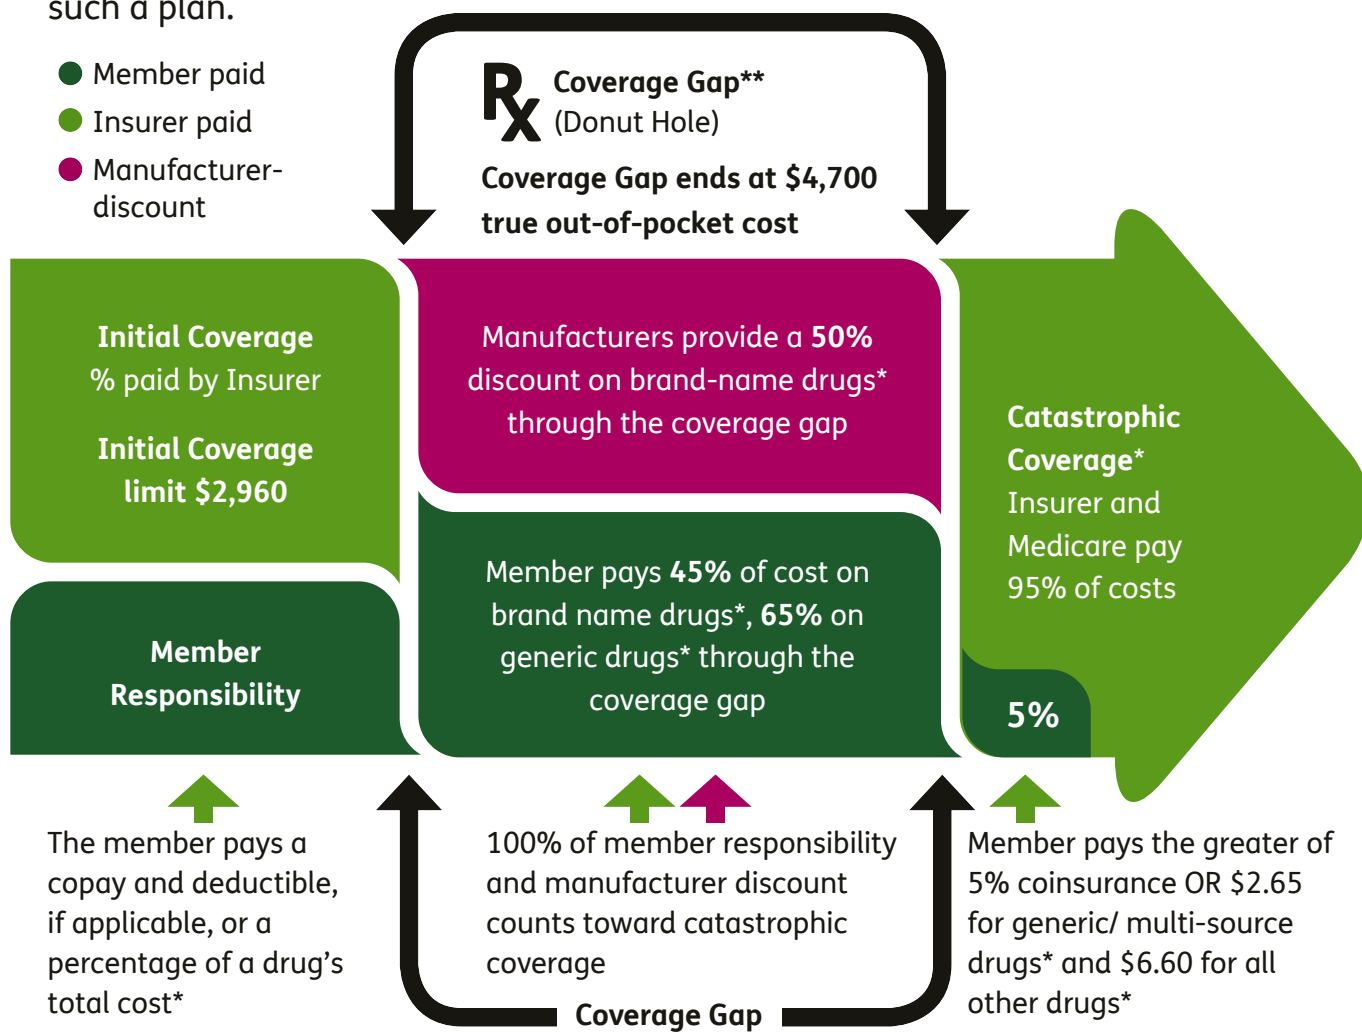 such a plan.
Member paid
Insurer paid
Manufacturer-
discount
Rx
Coverage Gap**
(Donut Hole)
Coverage Gap ends at $4,700
true out-of-pocket cost
Initial Coverage
% paid by Insurer
Initial Coverage
limit $2,960
Member
Responsibility
Manufacturers provide a 50%
discount on brand-name drugs*
through the coverage gap
Member pays 45% of cost on
brand name drugs*, 65% on
generic drugs* through the
coverage gap
Catastrophic
Coverage*
Insurer and
Medicare pay
95% of costs
5%
The member pays a
copay and deductible,
if applicable, or a
percentage of a drug’s
total cost*
100% of member responsibility
and manufacturer discount
counts toward catastrophic
coverage
Coverage Gap
Member pays the greater of
5% coinsurance OR $2.65
for generic/ multi-source
drugs* and $6.60 for all
other drugs*